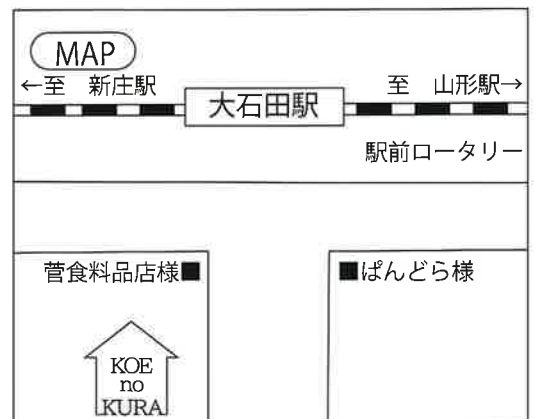 MAP
←至 新庄駅
大石田駅
至 山形駅→
駅前ロータリー
菅食料品店様■
■ぱんどら様
KOE
no
KURA